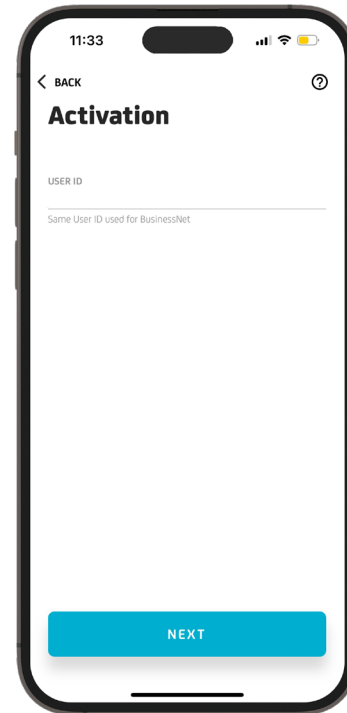 11:33
BACK
Activation
USER ID
Same User ID used for BusinessNet
NEXT